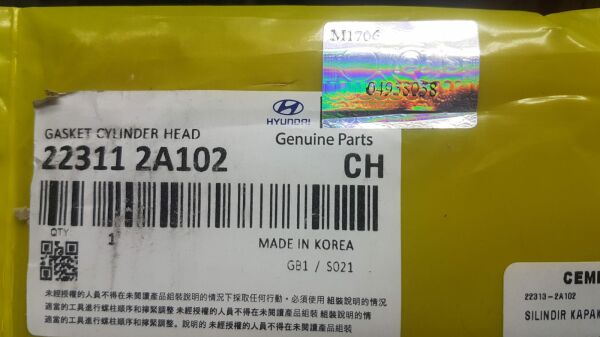 M1706
04938038
HYUNDAI
GASKET CYLINDER HEAD
Genuine Parts
22311 2A102
CH
QTY
1
MADE IN KOREA
GB1 / S021
未經授權的人員不得在未閱讀產品組裝說明的情況下採取任何行動，必須使用 組裝說明的情況
適當的工具進行螺柱順序和擰緊調整 未經授權的人員不得在未閱讀產品組裝說明的情況
適當的工具進行螺柱順序和擰緊調整。說明的 未經授權的人員不得在未閱讀產品組裝
CEM
22313-2A102
SILINDIR KAPAK